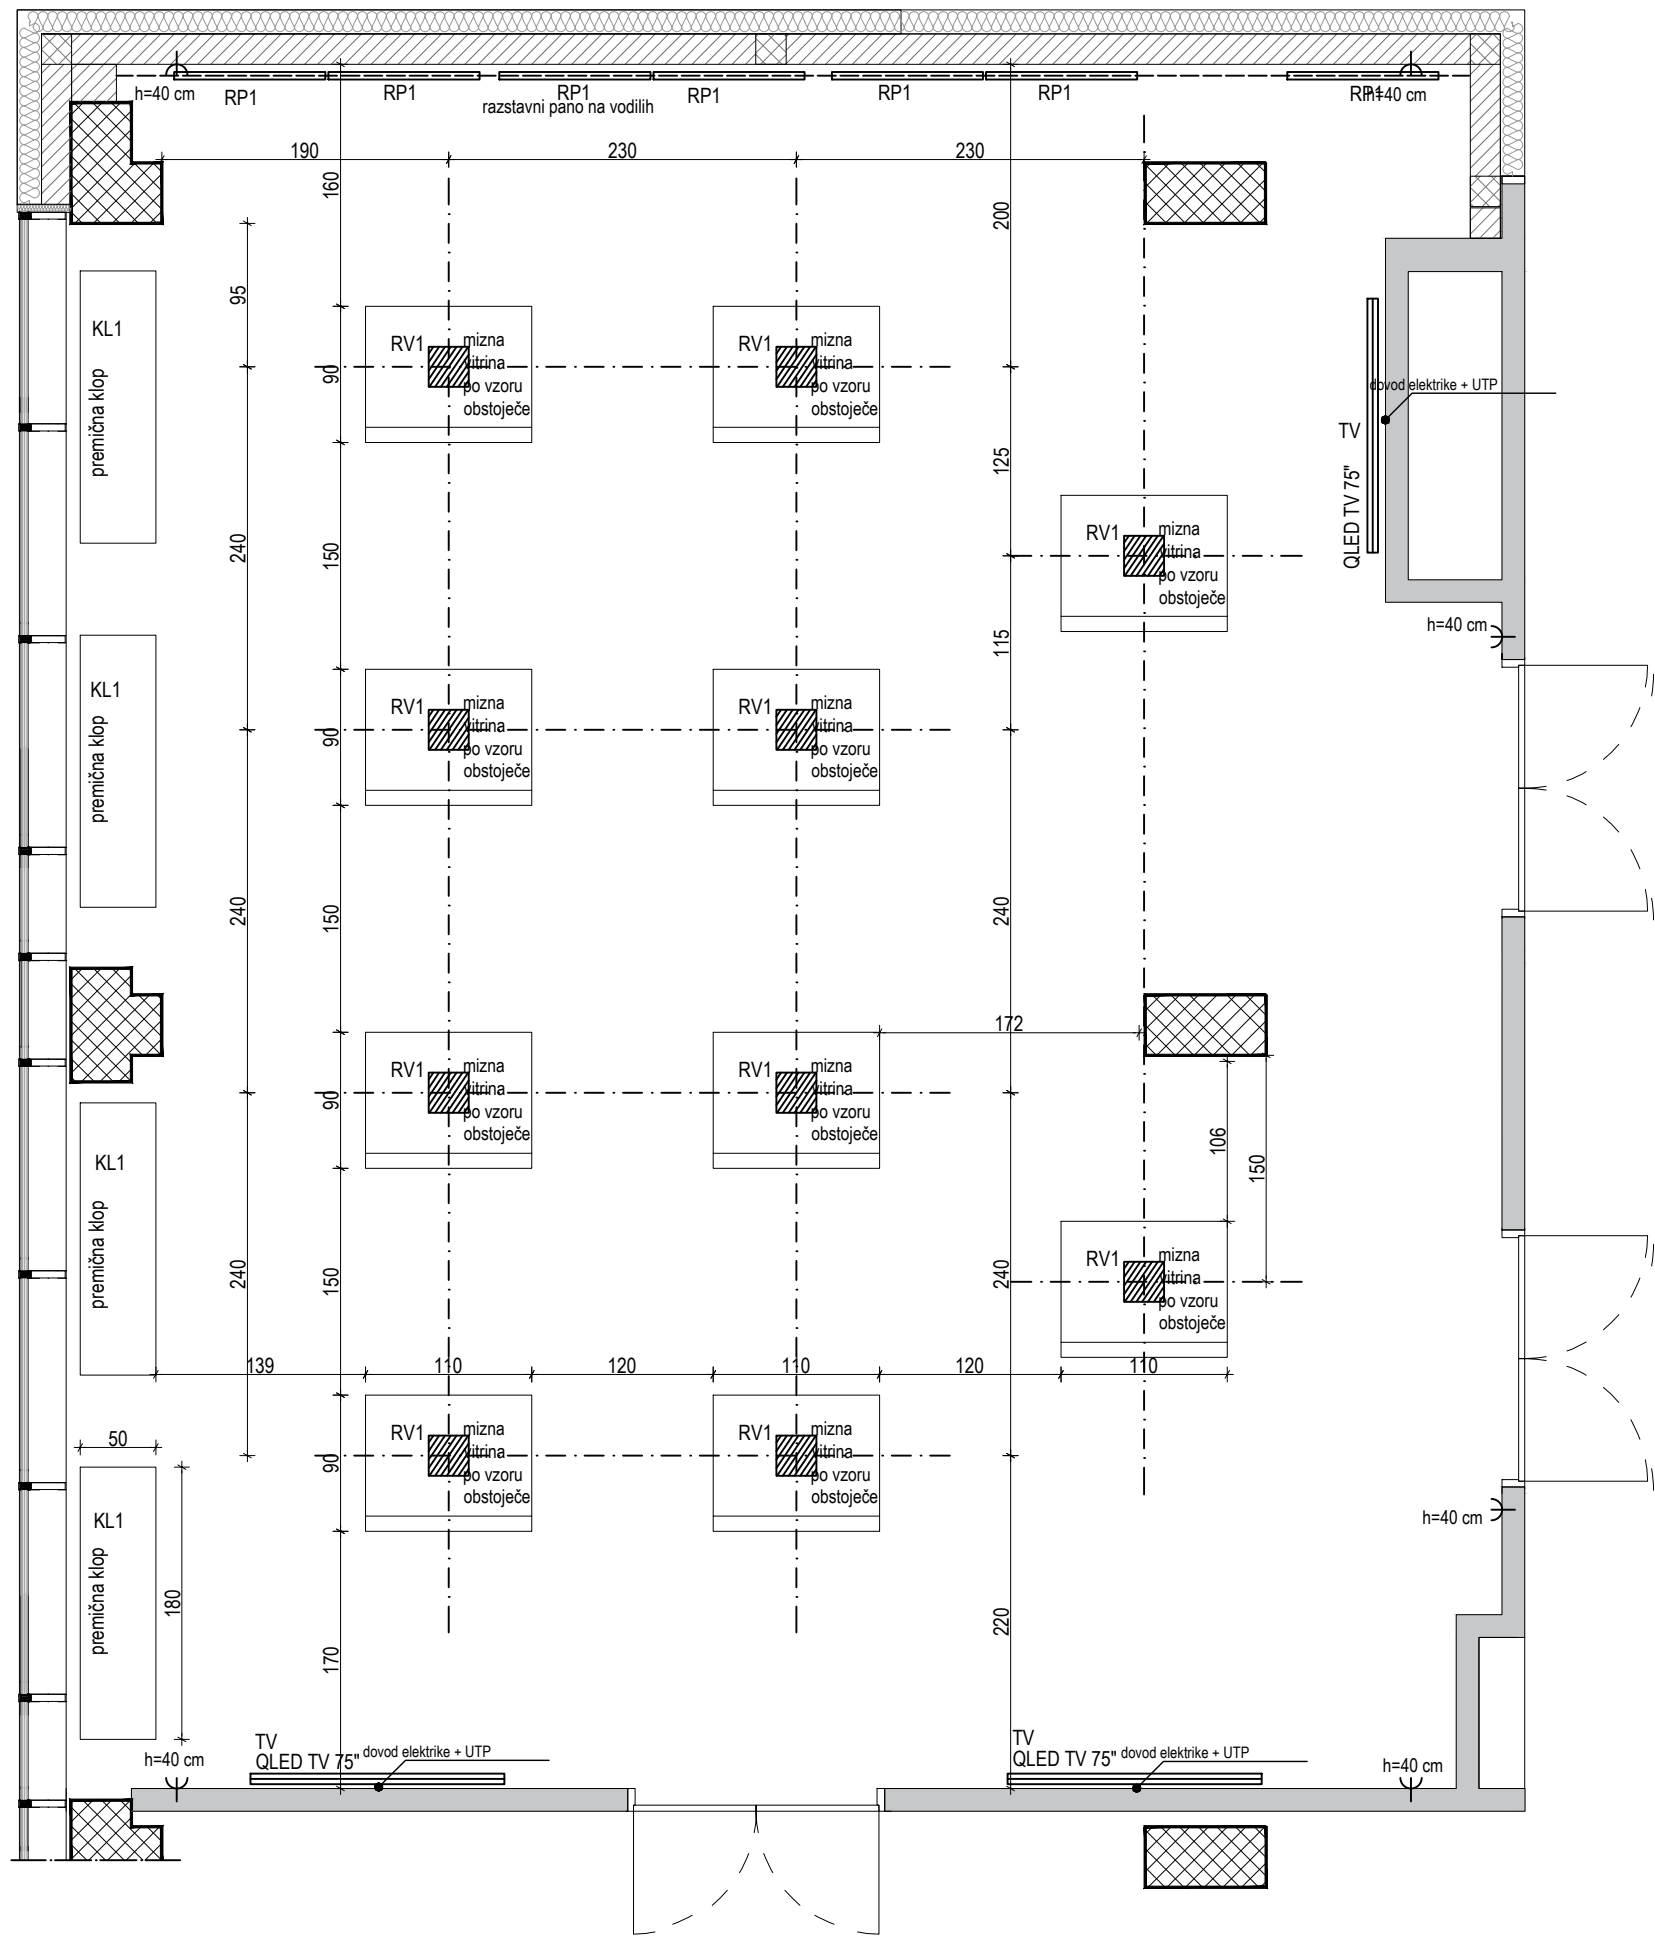 h=40 cm
RP1
RP1
RP1
RP1
RP1
RP1
RP1
h=40 cm
razstavni pano na vodilih
190
230
230
160
200
95
KL1
premična klop
RV1
mizna
vitrina
po vzoru
obstoječe
90
RV1
mizna
vitrina
po vzoru
obstoječe
dovod elektrike + UTP
TV
QLED TV 75"
125
240
150
RV1
mizna
vitrina
po vzoru
obstoječe
h=40 cm
115
KL1
premična klop
RV1
mizna
vitrina
po vzoru
obstoječe
90
RV1
mizna
vitrina
po vzoru
obstoječe
240
150
240
172
RV1
mizna
vitrina
po vzoru
obstoječe
90
RV1
mizna
vitrina
po vzoru
obstoječe
106
150
KL1
premična klop
240
150
240
RV1
mizna
vitrina
po vzoru
obstoječe
139
110
120
110
120
110
50
RV1
mizna
vitrina
po vzoru
obstoječe
90
RV1
mizna
vitrina
po vzoru
obstoječe
KL1
premična klop
180
h=40 cm
170
220
TV
QLED TV 75"
dovod elektrike + UTP
TV
QLED TV 75"
dovod elektrike + UTP
h=40 cm
h=40 cm